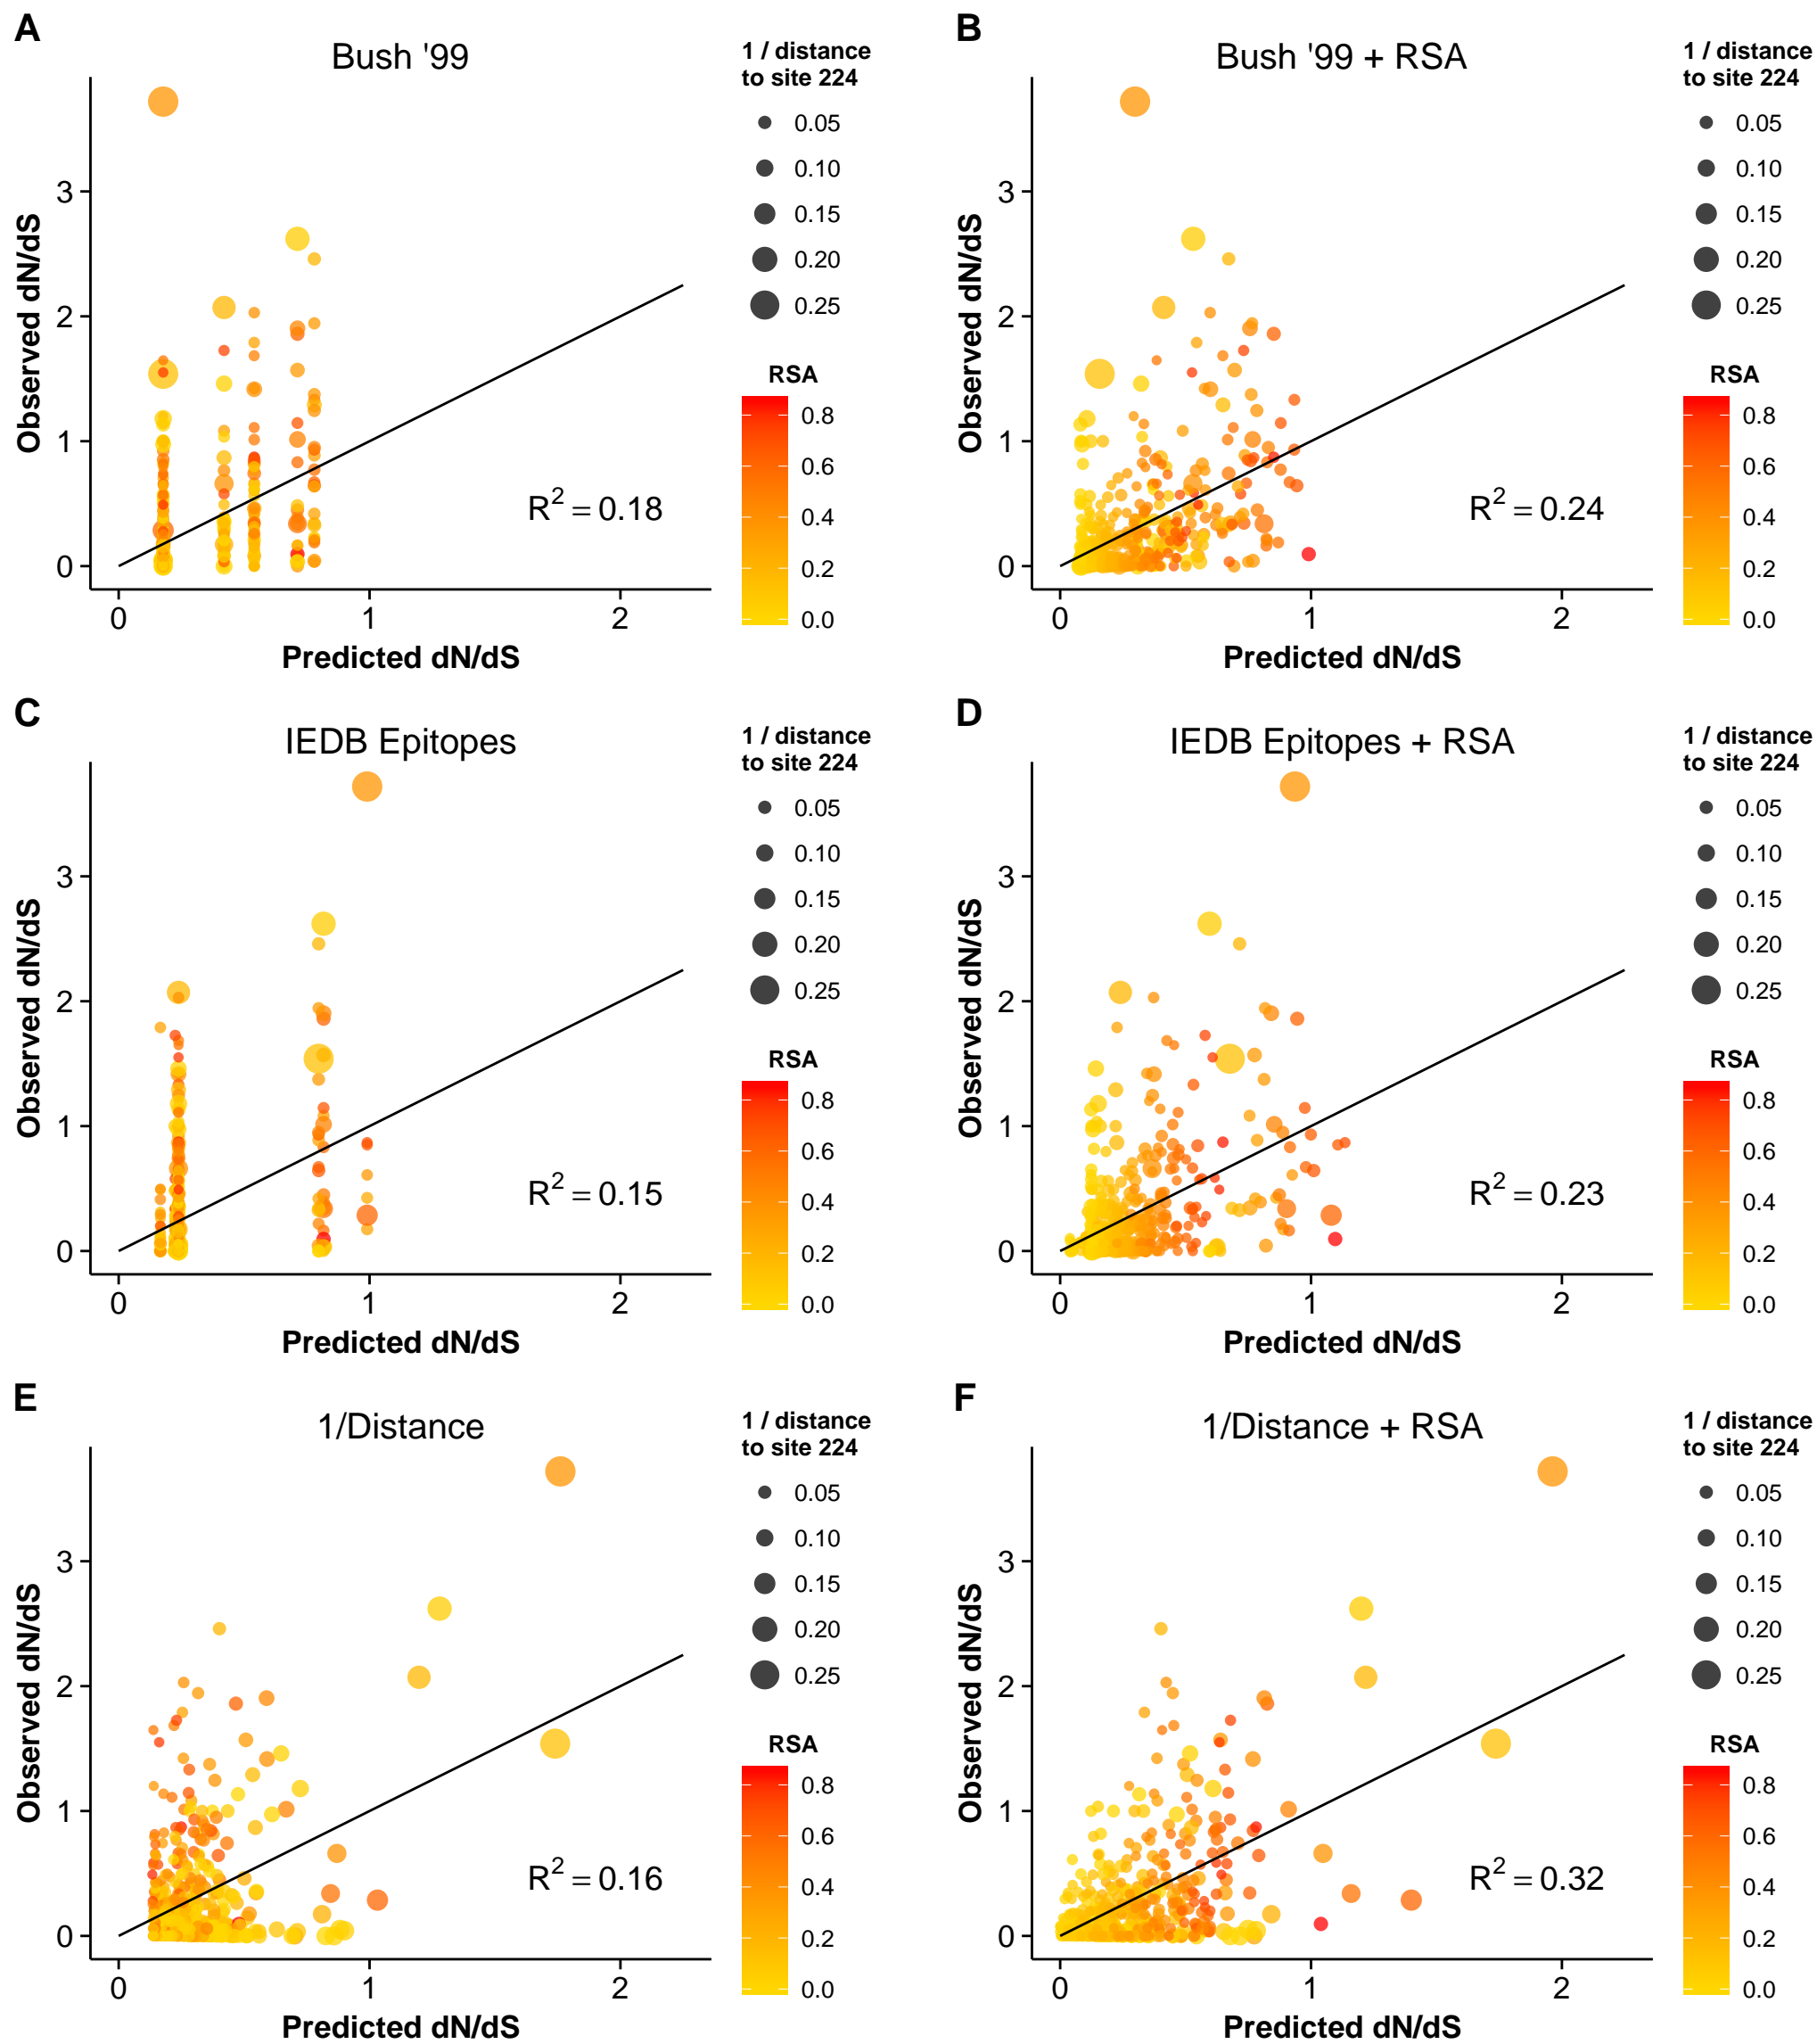 A
Bush '99
Observed dN/dS
3
2
1
0
0 1 2
Predicted dN/dS
R2 = 0.18
1 / distance
to site 224
0.05
0.10
0.15
0.20
0.25
RSA
0.8
0.6
0.4
0.2
0.0
B
Bush '99 + RSA
Observed dN/dS
3
2
1
0
0 1 2
Predicted dN/dS
R2 = 0.24
1 / distance
to site 224
0.05
0.10
0.15
0.20
0.25
RSA
0.8
0.6
0.4
0.2
0.0
C
IEDB Epitopes
Observed dN/dS
3
2
1
0
0 1 2
Predicted dN/dS
R2 = 0.15
1 / distance
to site 224
0.05
0.10
0.15
0.20
0.25
RSA
0.8
0.6
0.4
0.2
0.0
D
IEDB Epitopes + RSA
Observed dN/dS
3
2
1
0
0 1 2
Predicted dN/dS
R2 = 0.23
1 / distance
to site 224
0.05
0.10
0.15
0.20
0.25
RSA
0.8
0.6
0.4
0.2
0.0
E
1/Distance
Observed dN/dS
3
2
1
0
0 1 2
Predicted dN/dS
R2 = 0.16
1 / distance
to site 224
0.05
0.10
0.15
0.20
0.25
RSA
0.8
0.6
0.4
0.2
0.0
F
1/Distance + RSA
Observed dN/dS
3
2
1
0
0 1 2
Predicted dN/dS
R2 = 0.32
1 / distance
to site 224
0.05
0.10
0.15
0.20
0.25
RSA
0.8
0.6
0.4
0.2
0.0